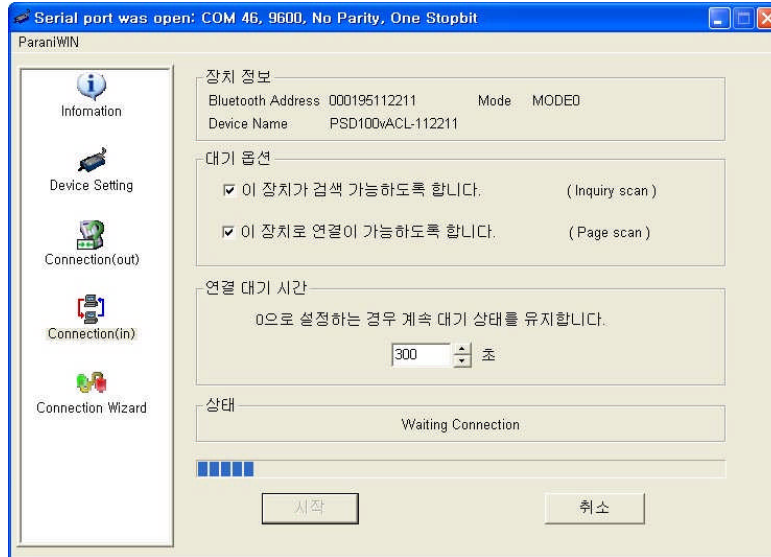 Serial port was open: COM 46, 9600, No Parity, One Stopbit
ParaniWIN
Infomation
Device Setting
Connection(out)
Connection(in)
Connection Wizard
장치 정보
Bluetooth Address 000195112211 Mode MODE0
Device Name PSD100vACL-112211
대기 옵션
이 장치가 검색 가능하도록 합니다. ( Inquiry scan )
이 장치로 연결이 가능하도록 합니다. ( Page scan )
연결 대기 시간
0으로 설정하는 경우 계속 대기 상태를 유지합니다.
300 초
상태
Waiting Connection
시작 취소